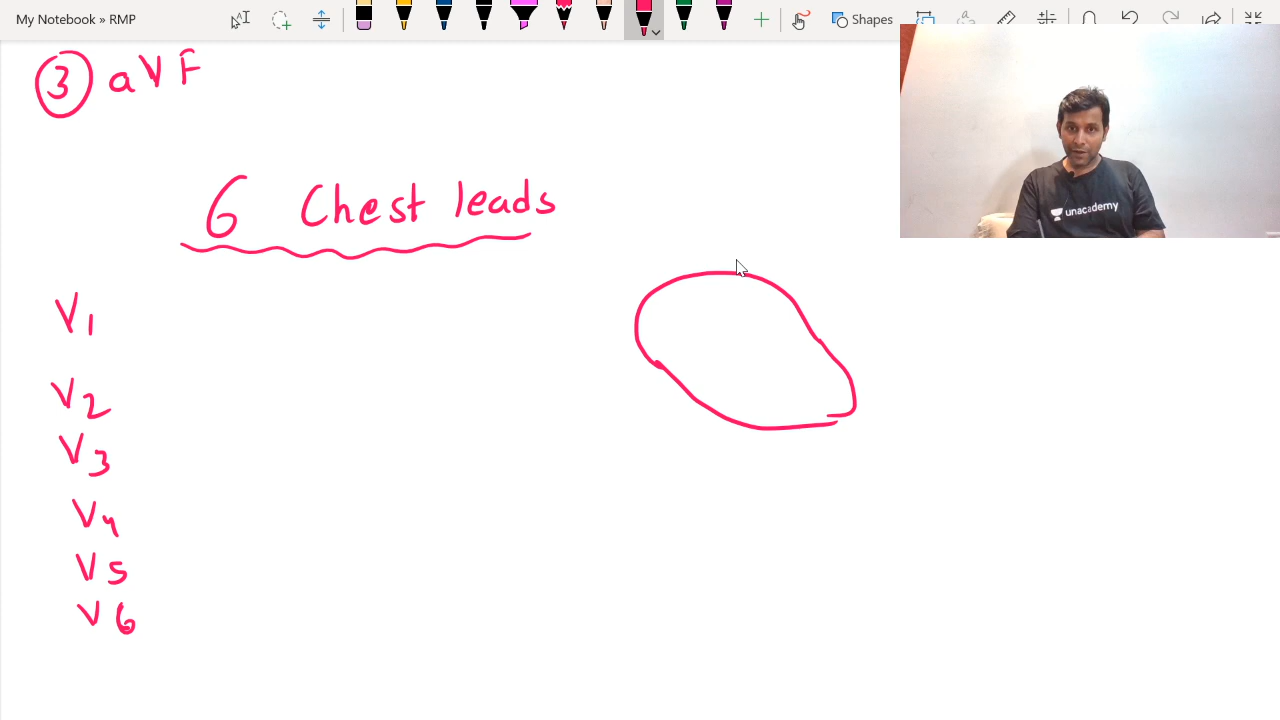 My Notebook » RMP
Shapes
3 aVF
unacademy
6 Chest leads
V1
V2
V3
V4
V5
V6